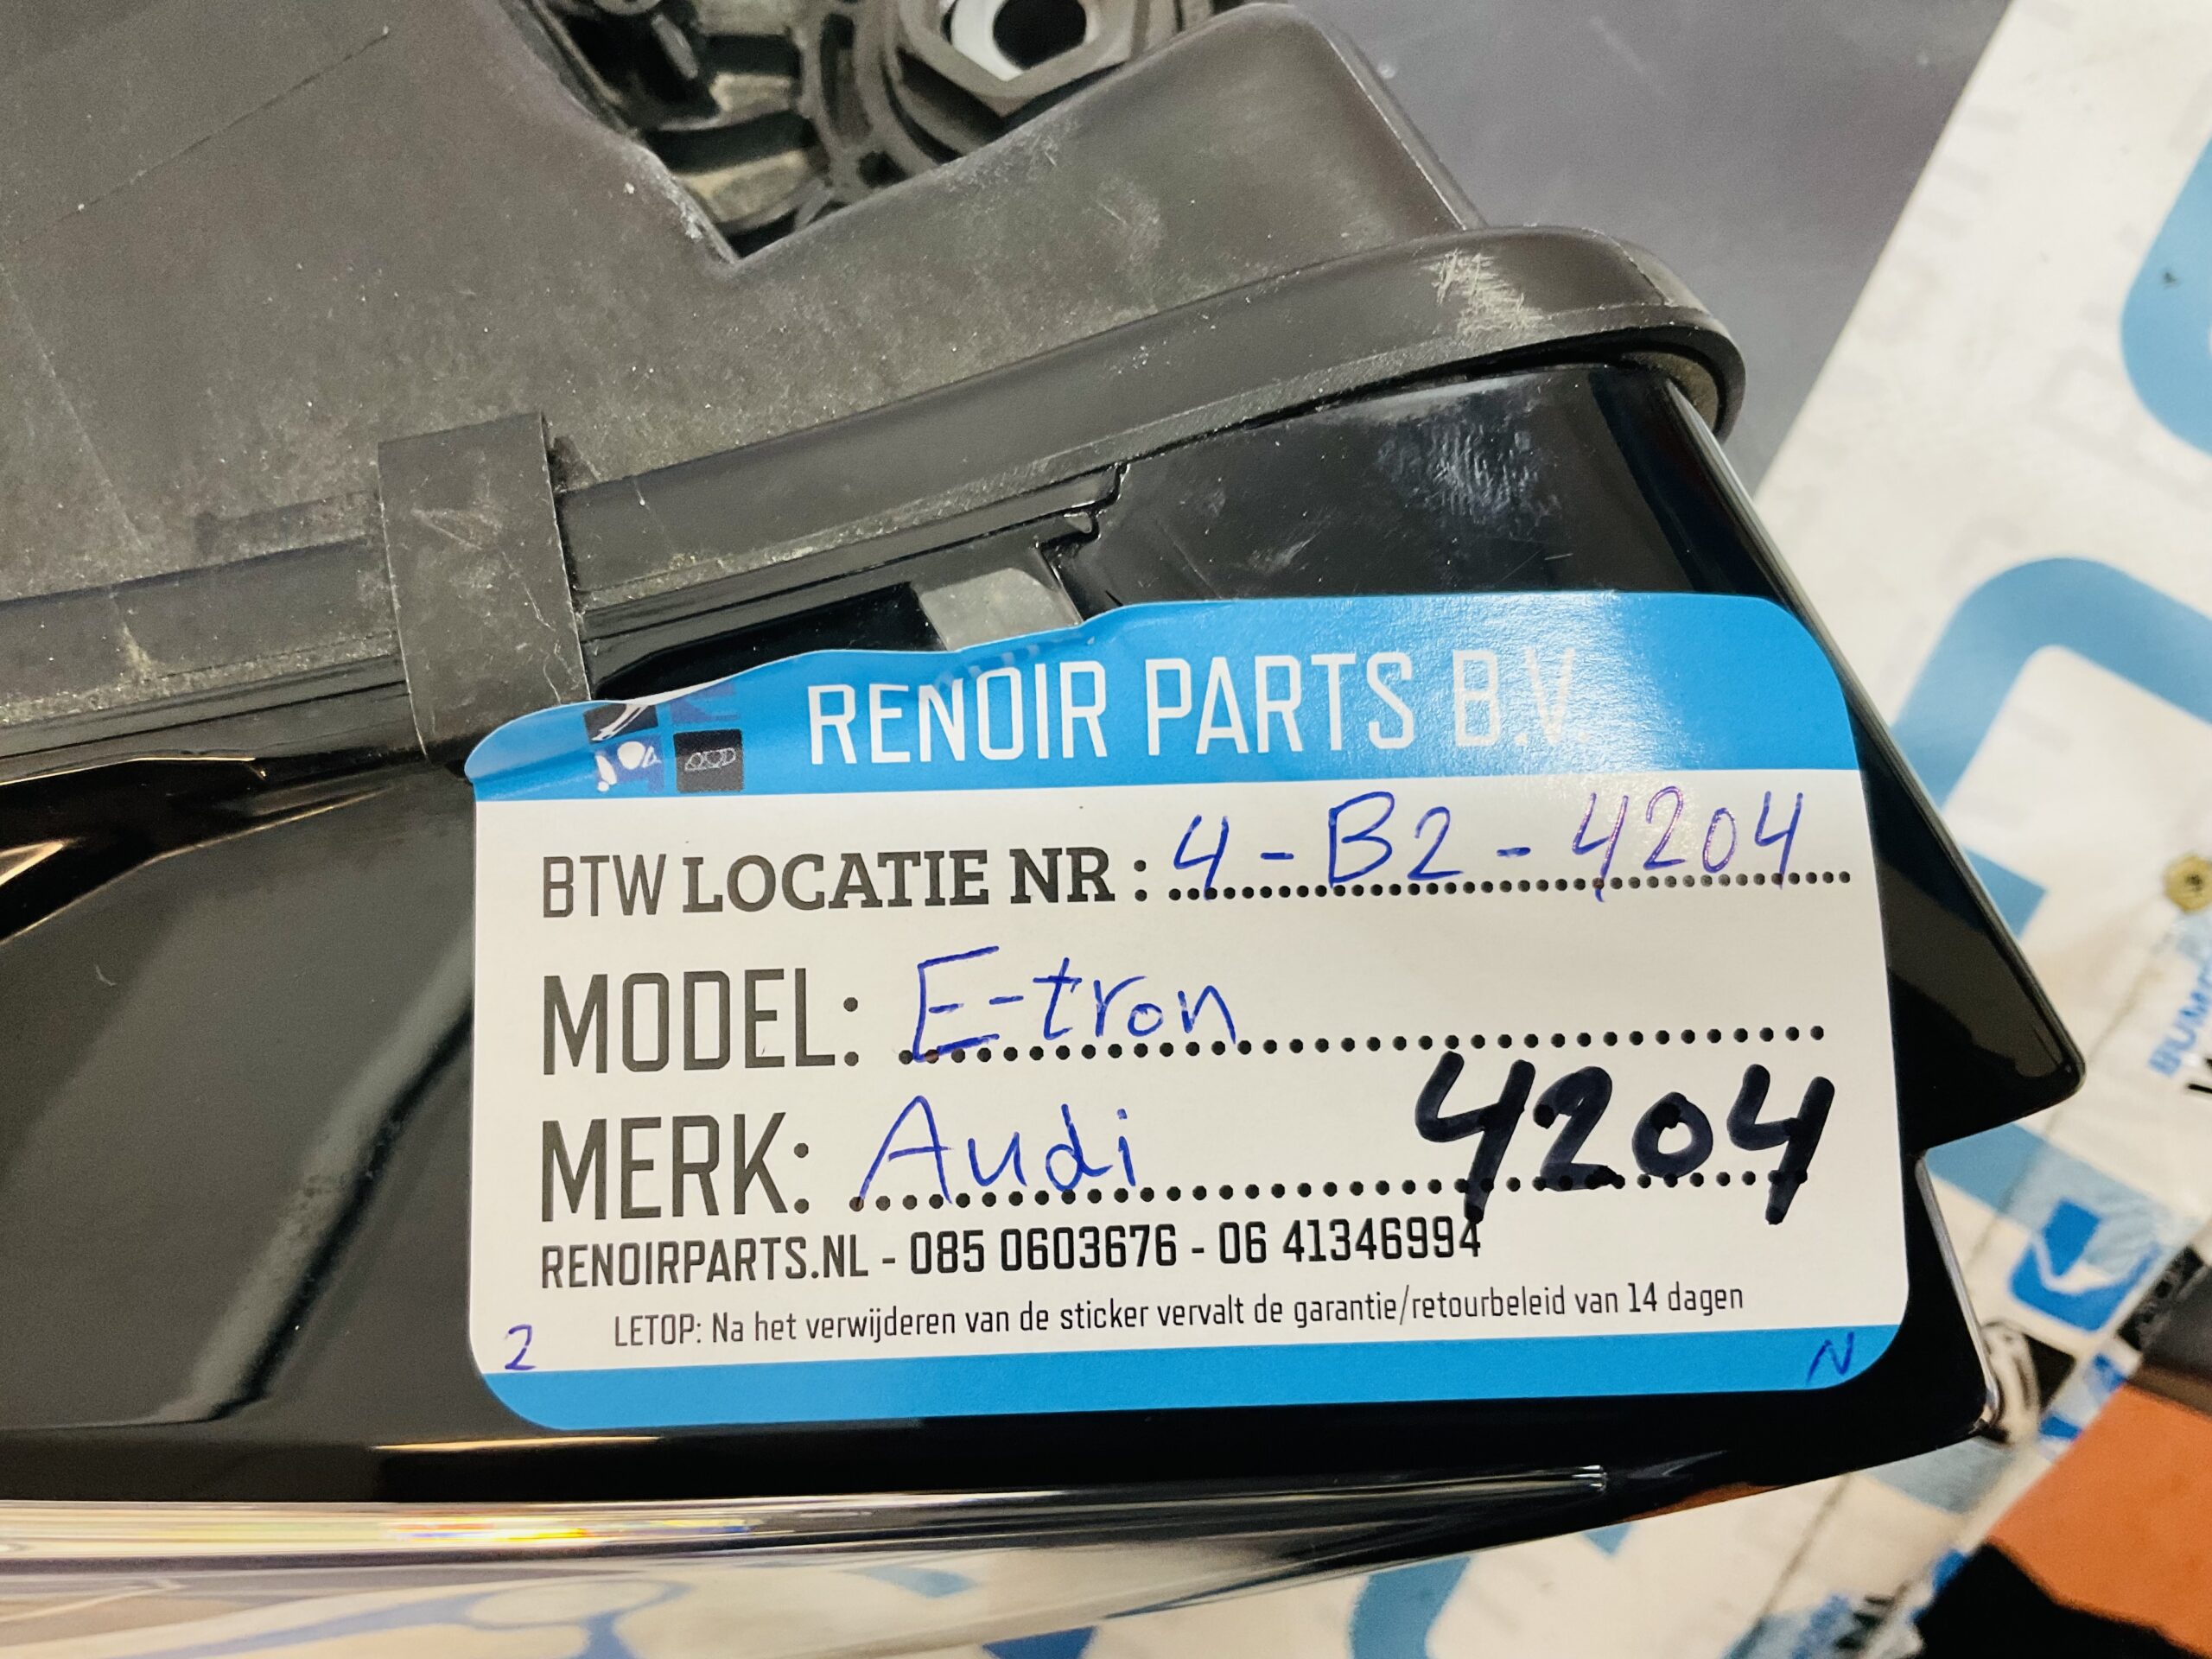 RENOIR PARTS B.V.
BTW LOCATIE NR : 4-B2-4204
MODEL: E-tron
MERK: Audi 4204
RENOIRPARTS.NL - 085 0603676 - 06 41346994
LETOP: Na het verwijderen van de sticker vervalt de garantie/retourbeleid van 14 dagen
2 N